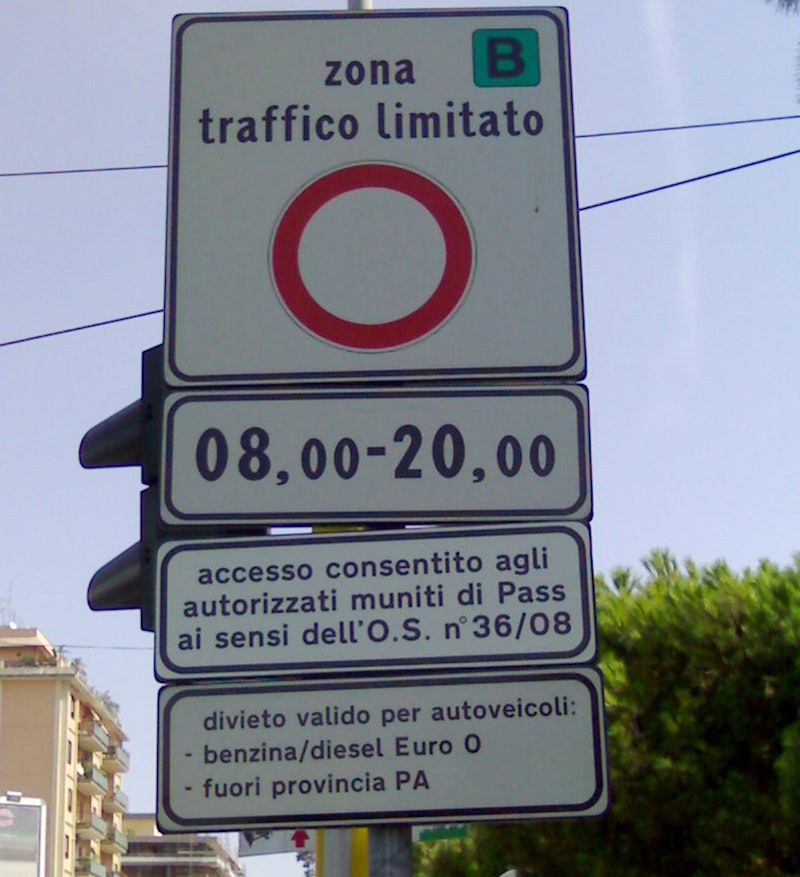 B
zona
traffico limitato
08,00-20,00
accesso consentito agli
autorizzati muniti di Pass
ai sensi dell'O.S. n°36/08
divieto valido per autoveicoli:
- benzina/diesel Euro 0
- fuori provincia PA